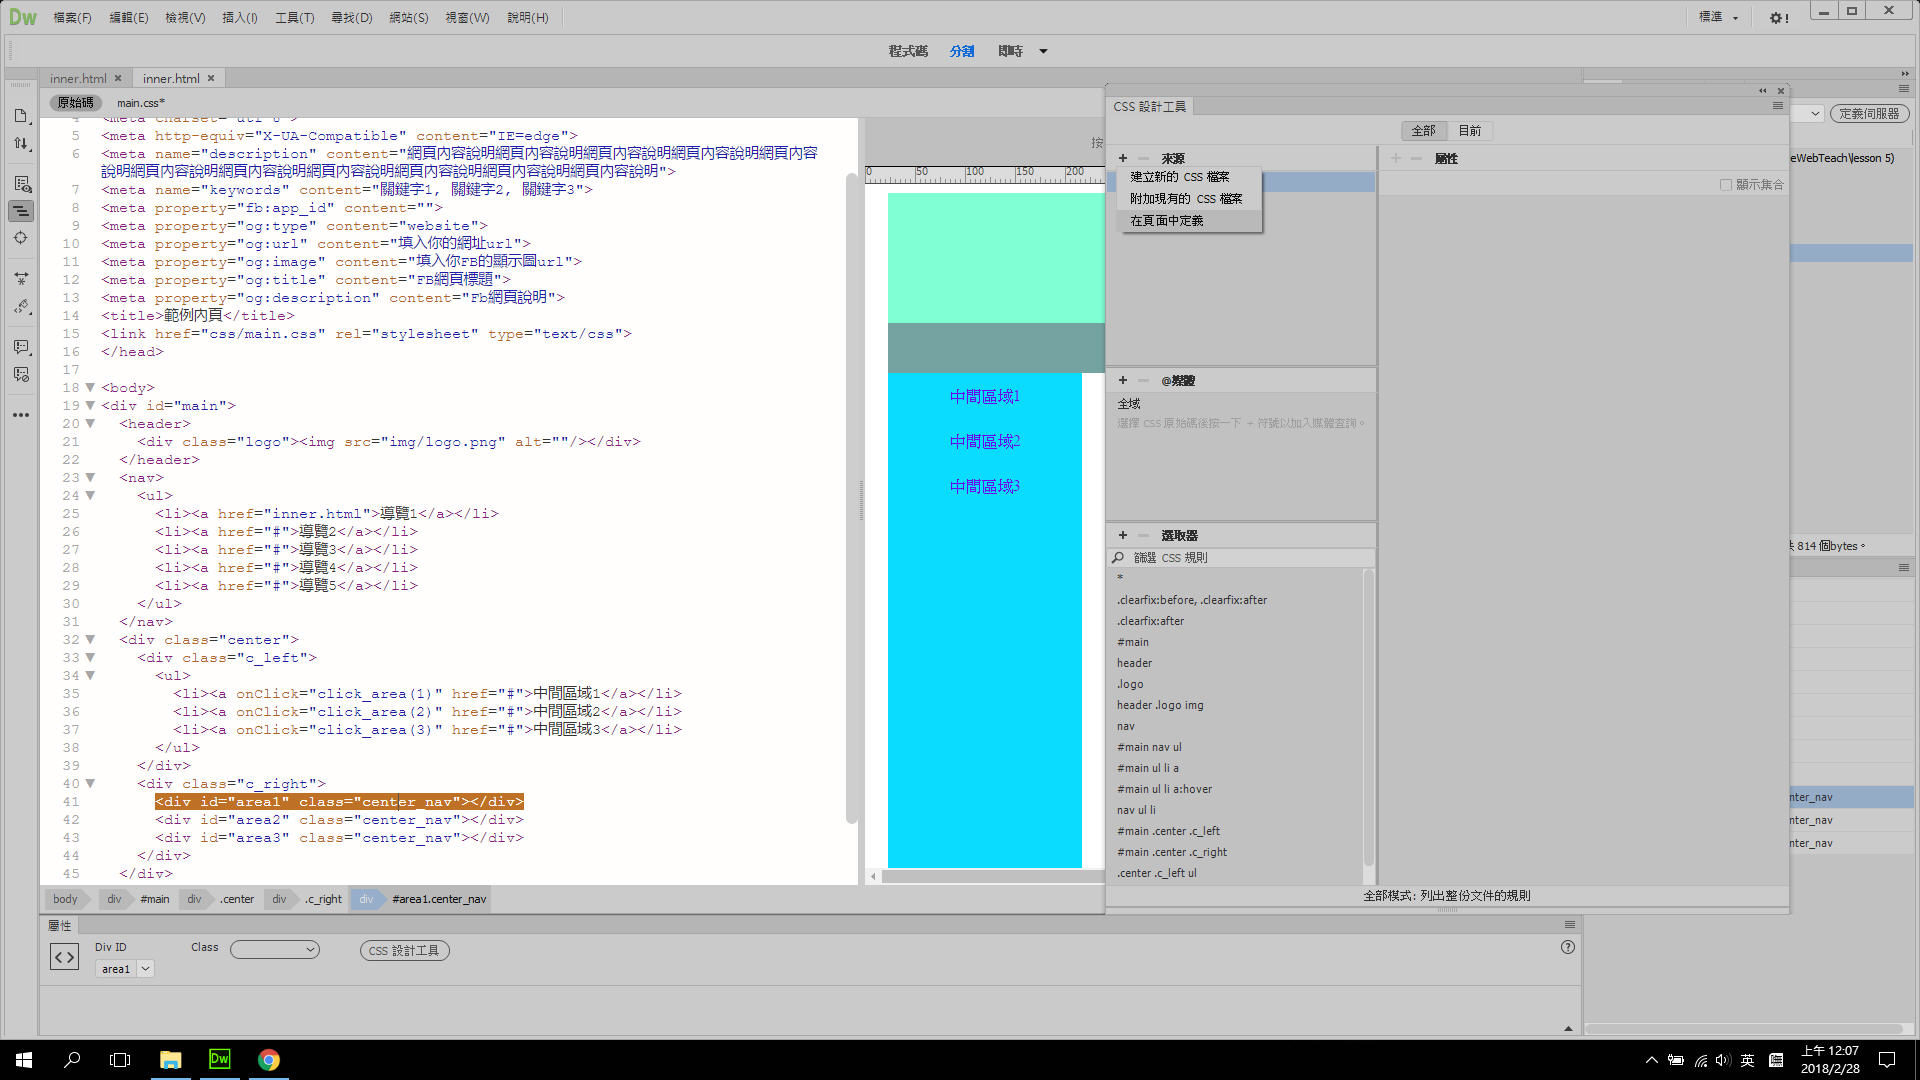 Dw 檔案(F) 編輯(E) 檢視(V) 插入(I) 工具(T) 尋找(D) 網站(S) 視窗(W) 說明(H) 標準
程式碼 分割 即時
inner.html inner.html
原始碼 main.css*
4 <meta charset="utf-8">
5 <meta http-equiv="X-UA-Compatible" content="IE=edge">
6 <meta name="description" content="網頁內容說明網頁內容說明網頁內容說明網頁內容說明網頁內容
說明網頁內容說明網頁內容說明網頁內容說明網頁內容說明網頁內容說明網頁內容說明">
7 <meta name="keywords" content="關鍵字1, 關鍵字2, 關鍵字3">
8 <meta property="fb:app_id" content="">
9 <meta property="og:type" content="website">
10 <meta property="og:url" content="填入你的網址url">
11 <meta property="og:image" content="填入你FB的顯示圖url">
12 <meta property="og:title" content="FB網頁標題">
13 <meta property="og:description" content="Fb網頁說明">
14 <title>範例內頁</title>
15 <link href="css/main.css" rel="stylesheet" type="text/css">
16 </head>
17
18 <body>
19 <div id="main">
20 <header>
21 <div class="logo"><img src="img/logo.png" alt=""/></div>
22 </header>
23 <nav>
24 <ul>
25 <li><a href="inner.html">導覽1</a></li>
26 <li><a href="#">導覽2</a></li>
27 <li><a href="#">導覽3</a></li>
28 <li><a href="#">導覽4</a></li>
29 <li><a href="#">導覽5</a></li>
30 </ul>
31 </nav>
32 <div class="center">
33 <div class="c_left">
34 <ul>
35 <li><a onClick="click_area(1)" href="#">中間區域1</a></li>
36 <li><a onClick="click_area(2)" href="#">中間區域2</a></li>
37 <li><a onClick="click_area(3)" href="#">中間區域3</a></li>
38 </ul>
39 </div>
40 <div class="c_right">
41 <div id="area1" class="center_nav"></div>
42 <div id="area2" class="center_nav"></div>
43 <div id="area3" class="center_nav"></div>
44 </div>
45 </div>
body div #main div .center div .c_right div #area1.center_nav
按
0 50 100 150 200
中間區域1
中間區域2
中間區域3
CSS 設計工具
全部 目前
來源
建立新的 CSS 檔案
附加現有的 CSS 檔案
在頁面中定義
@媒體
全域
選擇 CSS 原始碼後按一下 + 符號以加入媒體查詢。
選取器
篩選 CSS 規則
*
.clearfix:before, .clearfix:after
.clearfix:after
#main
header
.logo
header .logo img
nav
#main nav ul
#main ul li a
#main ul li a:hover
nav ul li
#main .center .c_left
#main .center .c_right
.center .c_left ul
屬性
顯示集合
全部模式: 列出整份文件的規則
定義伺服器
eWebTeach\lesson 5)
814 個bytes。
nter_nav
nter_nav
nter_nav
屬性
Div ID Class CSS 設計工具
area1
Dw 英 上午 12:07
2018/2/28